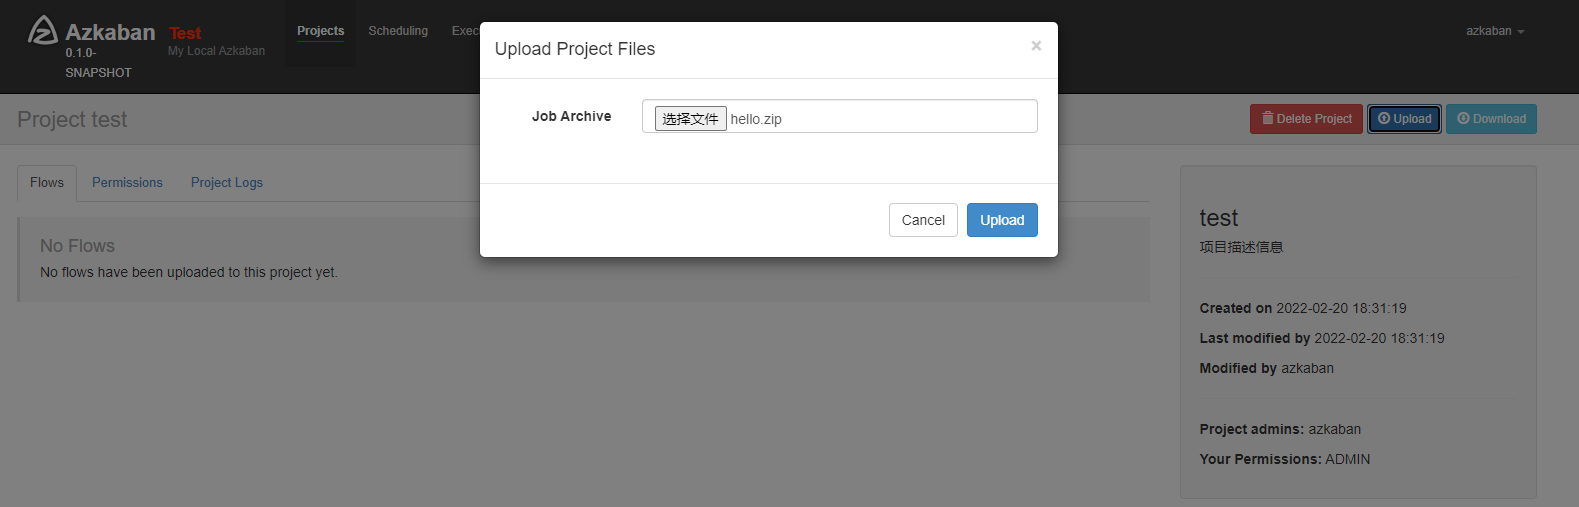 Azkaban
0.1.0-
SNAPSHOT
Test
My Local Azkaban
Projects
Scheduling
Exec
azkaban
Upload Project Files
×
Job Archive
选择文件 hello.zip
Cancel
Upload
Project test
Delete Project
Upload
Download
Flows
Permissions
Project Logs
No Flows
No flows have been uploaded to this project yet.
test
项目描述信息
Created on 2022-02-20 18:31:19
Last modified by 2022-02-20 18:31:19
Modified by azkaban
Project admins: azkaban
Your Permissions: ADMIN